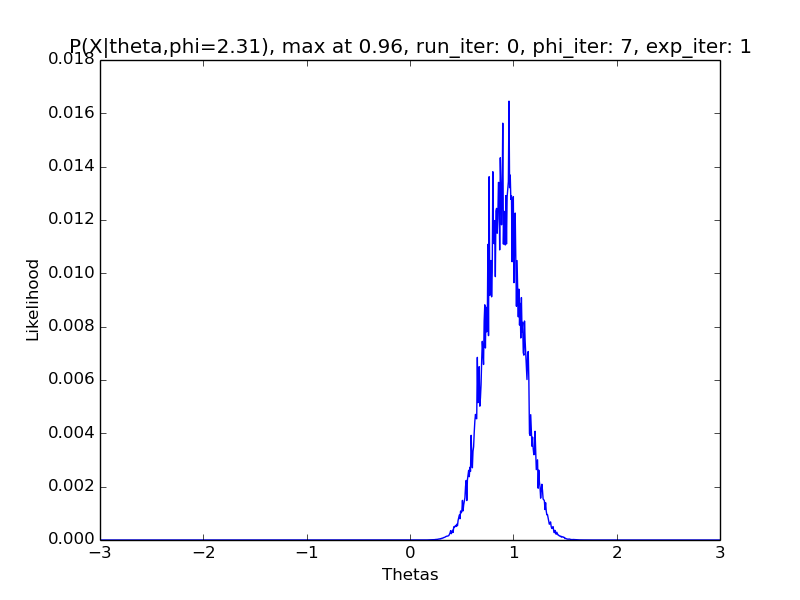 P(X|theta,phi=2.31), max at 0.96, run_iter: 0, phi_iter: 7, exp_iter: 1
0.018
0.016
0.014
0.012
0.010
0.008
0.006
0.004
0.002
0.000
Likelihood
−3 −2 −1 0 1 2 3
Thetas